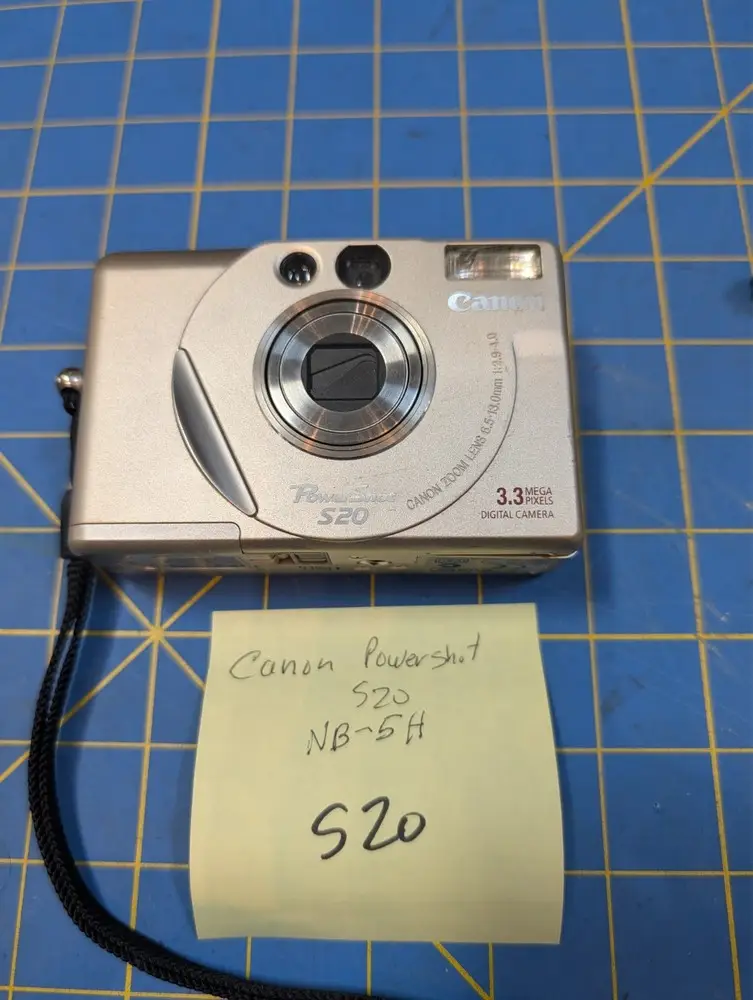 Canon
CANON ZOOM LENS 6.5-13.0mm 1:2.9-4.0
PowerShot
S20
3.3 MEGA PIXELS
DIGITAL CAMERA
Canon Powershot
S20
NB-5H
S20